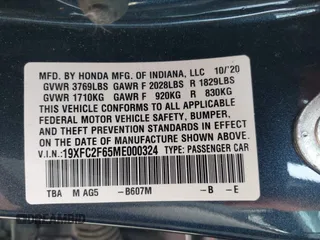 MFD. BY HONDA MFG. OF INDIANA, LLC 10/'20
GVWR 3769LBS GAWR F 2028LBS R 1829LBS
GVWR 1710KG GAWR F 920KG R 830KG
THIS VEHICLE CONFORMS TO ALL APPLICABLE
FEDERAL MOTOR VEHICLE SAFETY, BUMPER,
AND THEFT PREVENTION STANDARDS IN EFFECT
ON THE DATE OF MANUFACTURE SHOWN ABOVE.
V.I.N.: 19XFC2F65ME000324 TYPE: PASSENGER CAR
TBA M AG5 -B607M -B -E